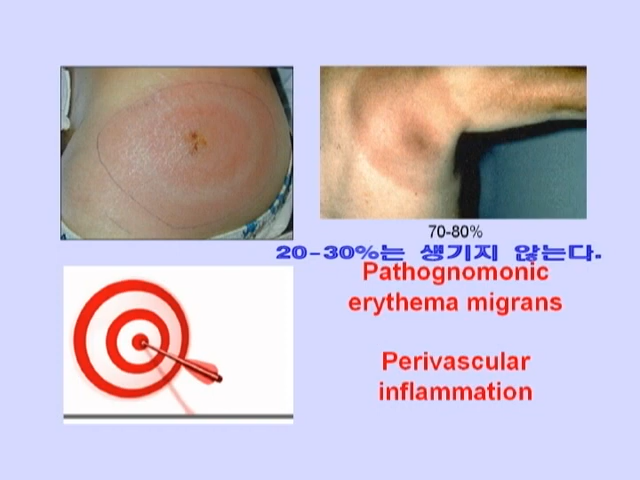 70-80%
20-30%는 생기지 않는다.
Pathognomonic
erythema migrans
Perivascular
inflammation